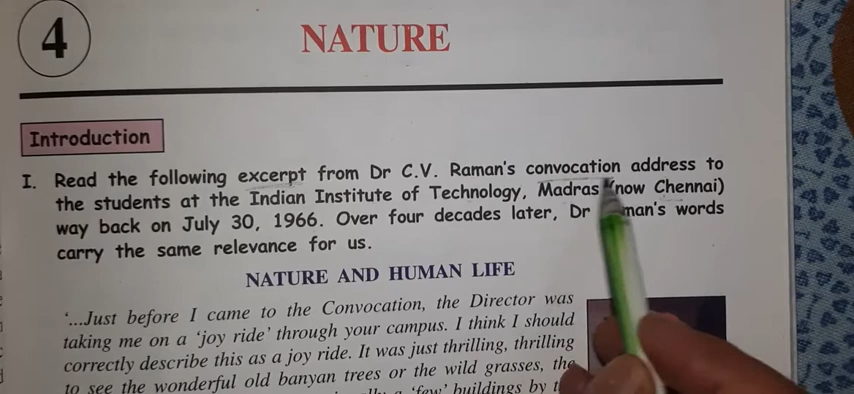 4
NATURE
Introduction
I. Read the following excerpt from Dr C.V. Raman's convocation address to
the students at the Indian Institute of Technology, Madras (now Chennai)
way back on July 30, 1966. Over four decades later, Dr man's words
carry the same relevance for us.
NATURE AND HUMAN LIFE
'...Just before I came to the Convocation, the Director was
taking me on a 'joy ride' through your campus. I think I should
correctly describe this as a joy ride. It was just thrilling, thrilling
to see the wonderful old banyan trees or the wild grasses, the
a 'few' buildings by